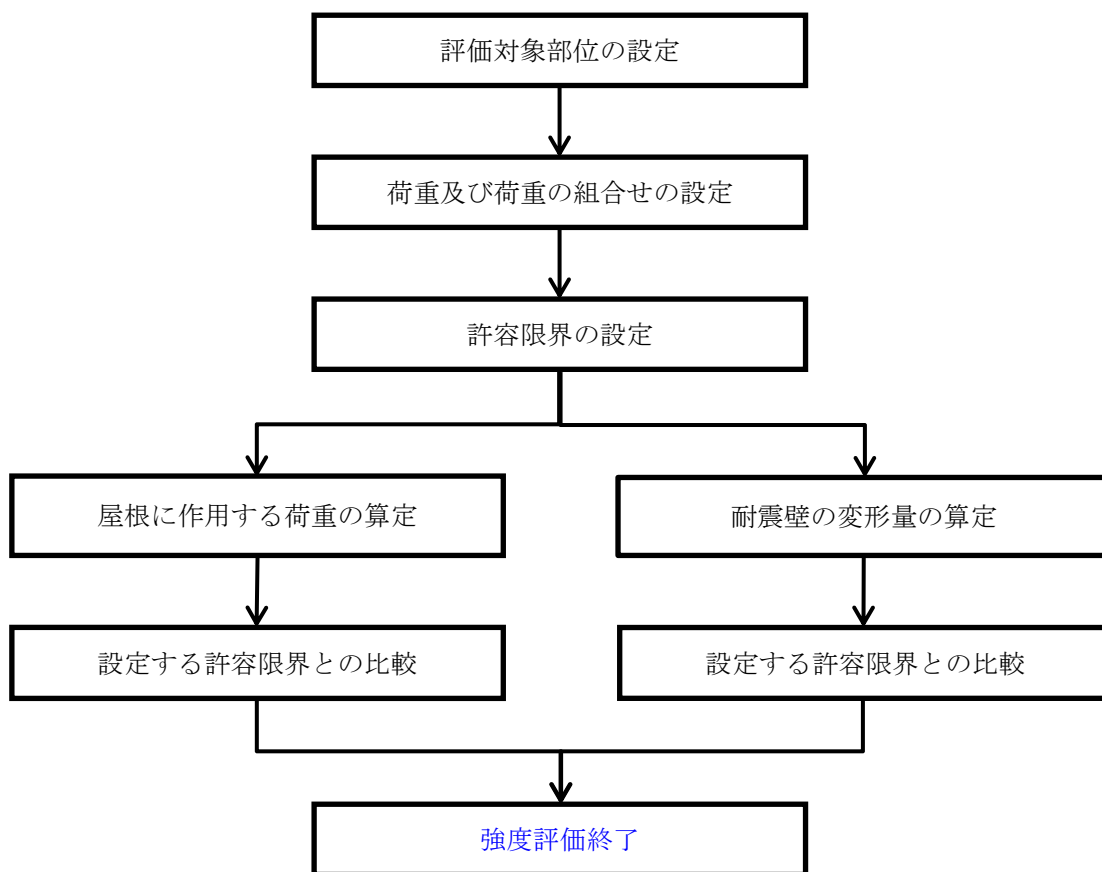 評価対象部位の設定
荷重及び荷重の組合せの設定
許容限界の設定
屋根に作用する荷重の算定
耐震壁の変形量の算定
設定する許容限界との比較
設定する許容限界との比較
強度評価終了